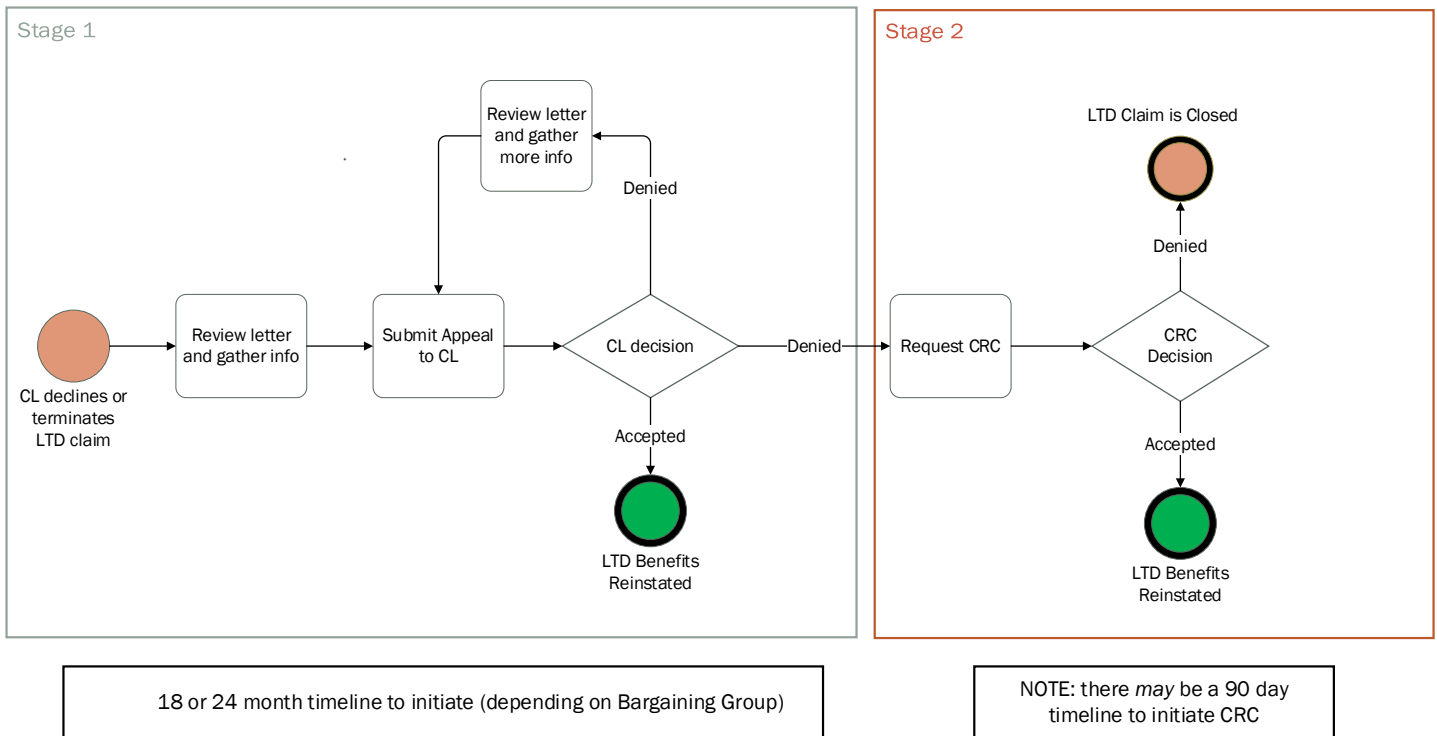 Stage 1
Review letter
and gather
more info
Denied
CL declines or
terminates
LTD claim
Review letter
and gather info
Submit Appeal
to CL
CL decision
Denied
Accepted
LTD Benefits
Reinstated
Stage 2
LTD Claim is Closed
Denied
Request CRC
CRC
Decision
Accepted
LTD Benefits
Reinstated
18 or 24 month timeline to initiate (depending on Bargaining Group)
NOTE: there may be a 90 day
timeline to initiate CRC